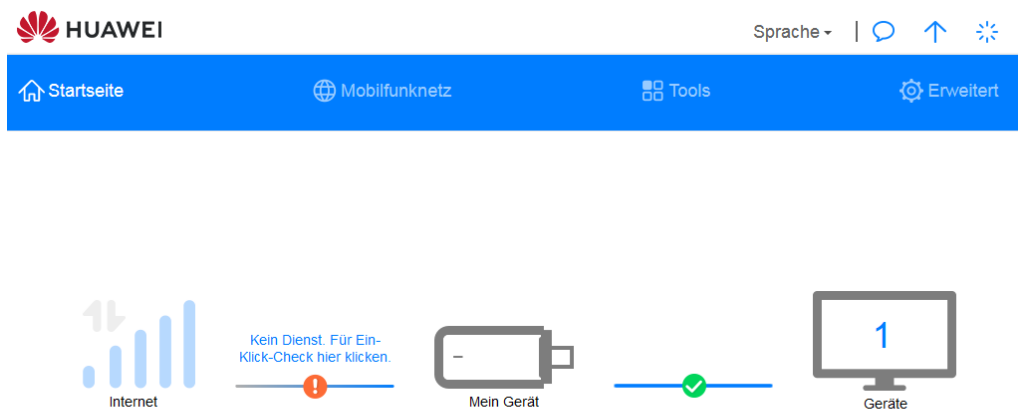 HUAWEI
Sprache
Startseite
Mobilfunknetz
Tools
Erweitert
Kein Dienst. Für Ein-
Klick-Check hier klicken.
–
1
Internet
Mein Gerät
Geräte